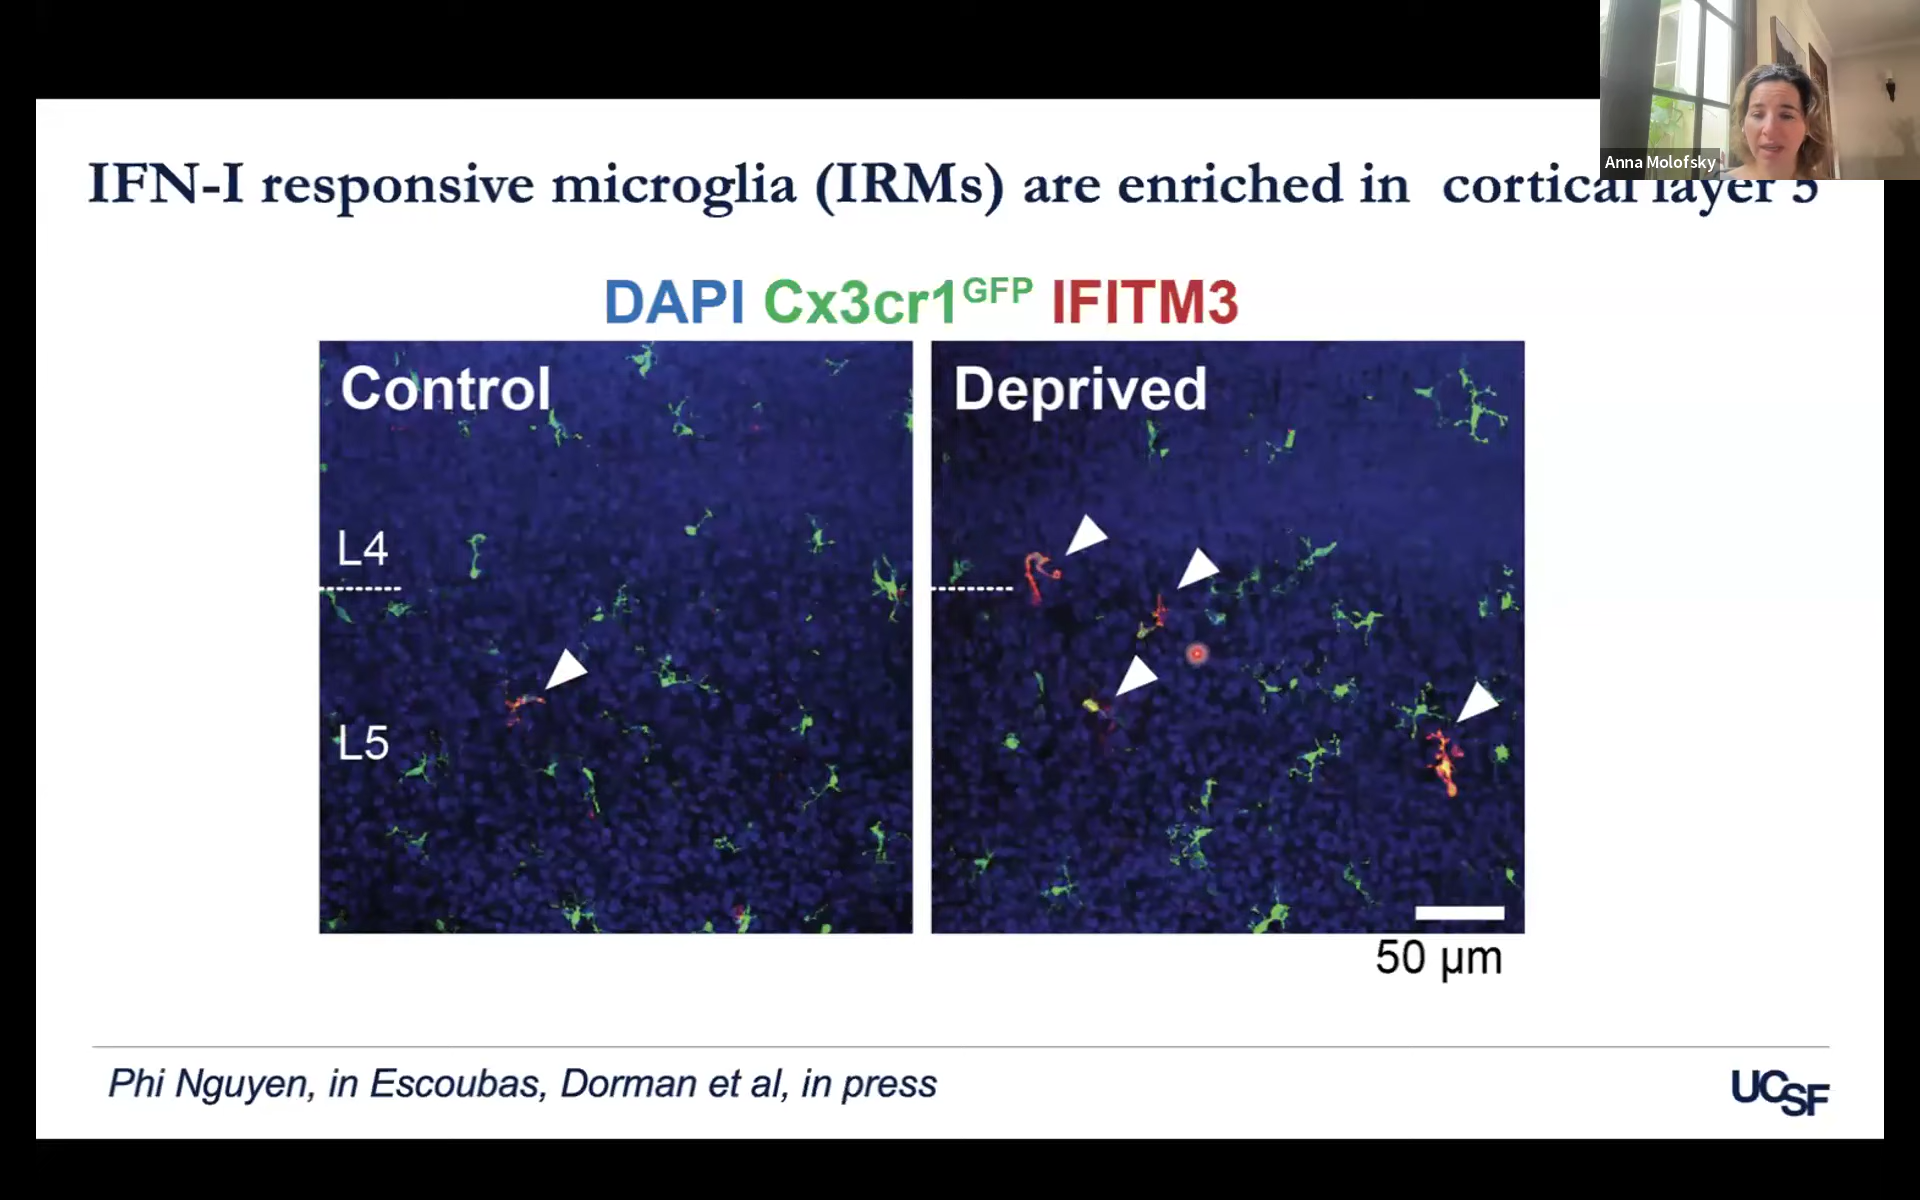 Anna Molofsky
IFN-I responsive microglia (IRMs) are enriched in cortical layer 5
DAPI Cx3cr1GFP IFITM3
Control
Deprived
L4
L5
50 µm
Phi Nguyen, in Escoubas, Dorman et al, in press
UCSF